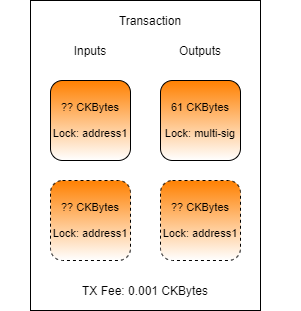 Transaction
Inputs
Outputs
?? CKBytes
Lock: address1
61 CKBytes
Lock: multi-sig
?? CKBytes
Lock: address1
?? CKBytes
Lock: address1
TX Fee: 0.001 CKBytes